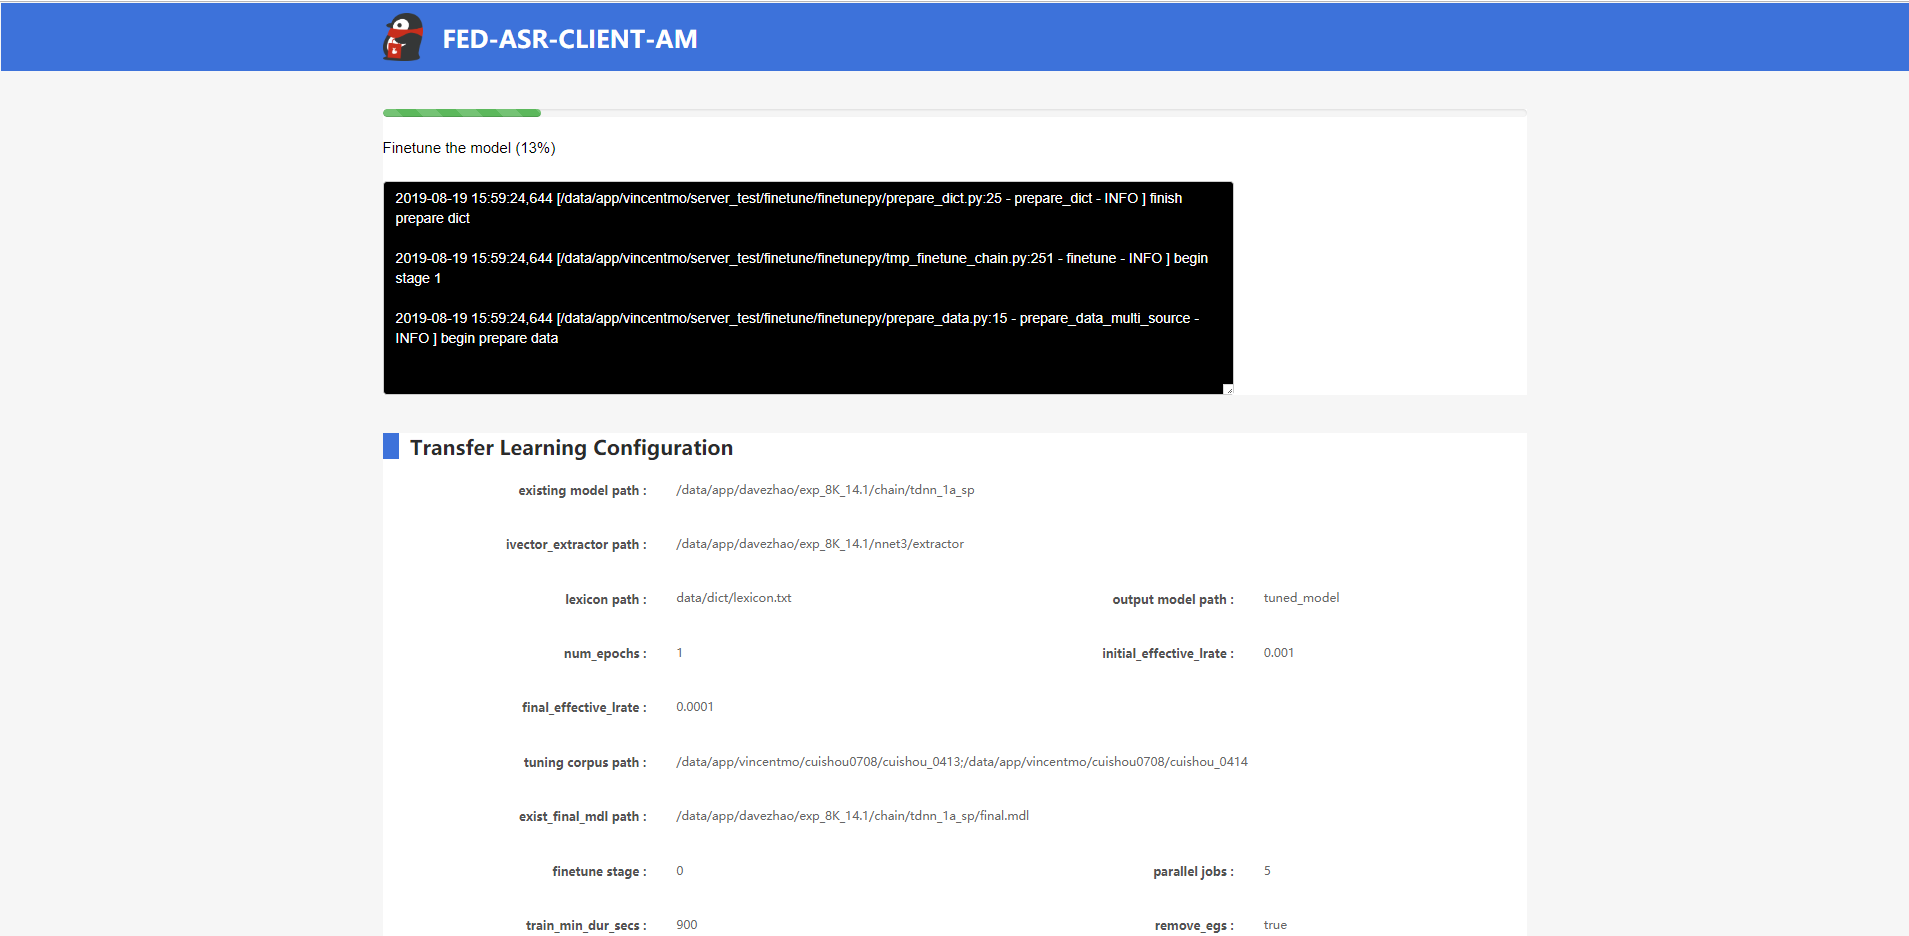 FED-ASR-CLIENT-AM
Finetune the model (13%)
2019-08-19 15:59:24,644 [/data/app/vincentmo/server_test/finetune/finetunepy/prepare_dict.py:25 - prepare_dict - INFO ] finish
prepare dict
2019-08-19 15:59:24,644 [/data/app/vincentmo/server_test/finetune/finetunepy/tmp_finetune_chain.py:251 - finetune - INFO ] begin
stage 1
2019-08-19 15:59:24,644 [/data/app/vincentmo/server_test/finetune/finetunepy/prepare_data.py:15 - prepare_data_multi_source -
INFO ] begin prepare data
Transfer Learning Configuration
existing model path : /data/app/davezhao/exp_8K_14.1/chain/tdnn_1a_sp
ivector_extractor path : /data/app/davezhao/exp_8K_14.1/nnet3/extractor
lexicon path : data/dict/lexicon.txt output model path : tuned_model
num_epochs : 1 initial_effective_lrate : 0.001
final_effective_lrate : 0.0001
tuning corpus path : /data/app/vincentmo/cuishou0708/cuishou_0413;/data/app/vincentmo/cuishou0708/cuishou_0414
exist_final_mdl path : /data/app/davezhao/exp_8K_14.1/chain/tdnn_1a_sp/final.mdl
finetune stage : 0 parallel jobs : 5
train_min_dur_secs : 900 remove_egs : true